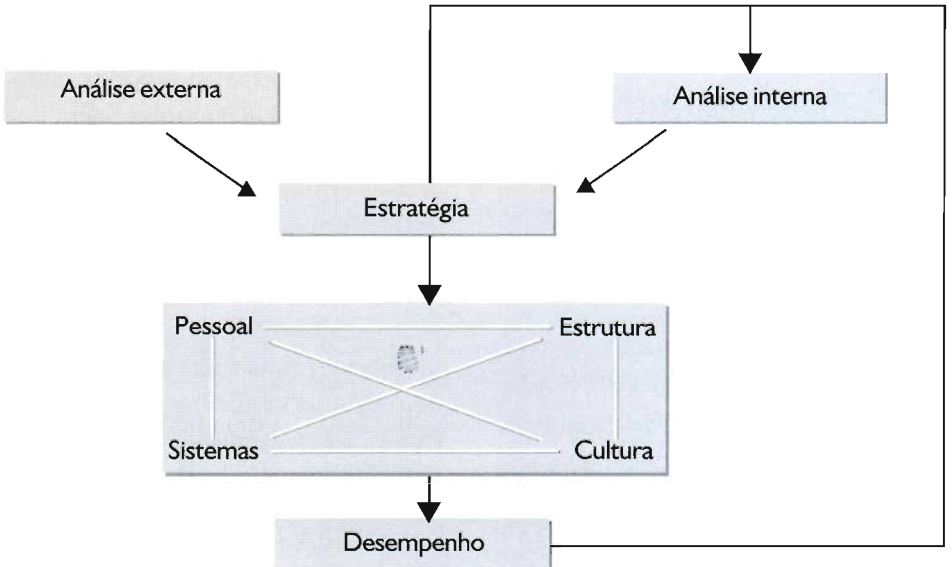 Análise externa
Análise interna
Estratégia
Pessoal
Estrutura
Sistemas
Cultura
Desempenho